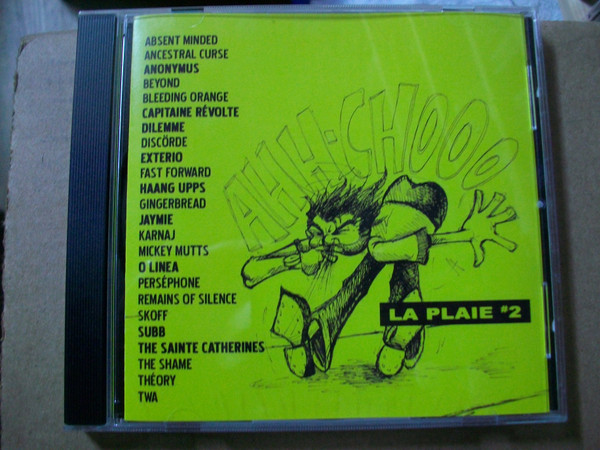 ABSENT MINDED
ANCESTRAL CURSE
ANONYMUS
BEYOND
BLEEDING ORANGE
CAPITAINE RÉVOLTE
DILEMME
DISCÖRDE
EXTERIO
FAST FORWARD
HAANG UPPS
GINGERBREAD
JAYMIE
KARNAJ
MICKEY MUTTS
O LINEA
PERSÉPHONE
REMAINS OF SILENCE
SKOFF
SUBB
THE SAINTE CATHERINES
THE SHAME
THÉORY
TWA
AHHH-CHOOO
LA PLAIE #2